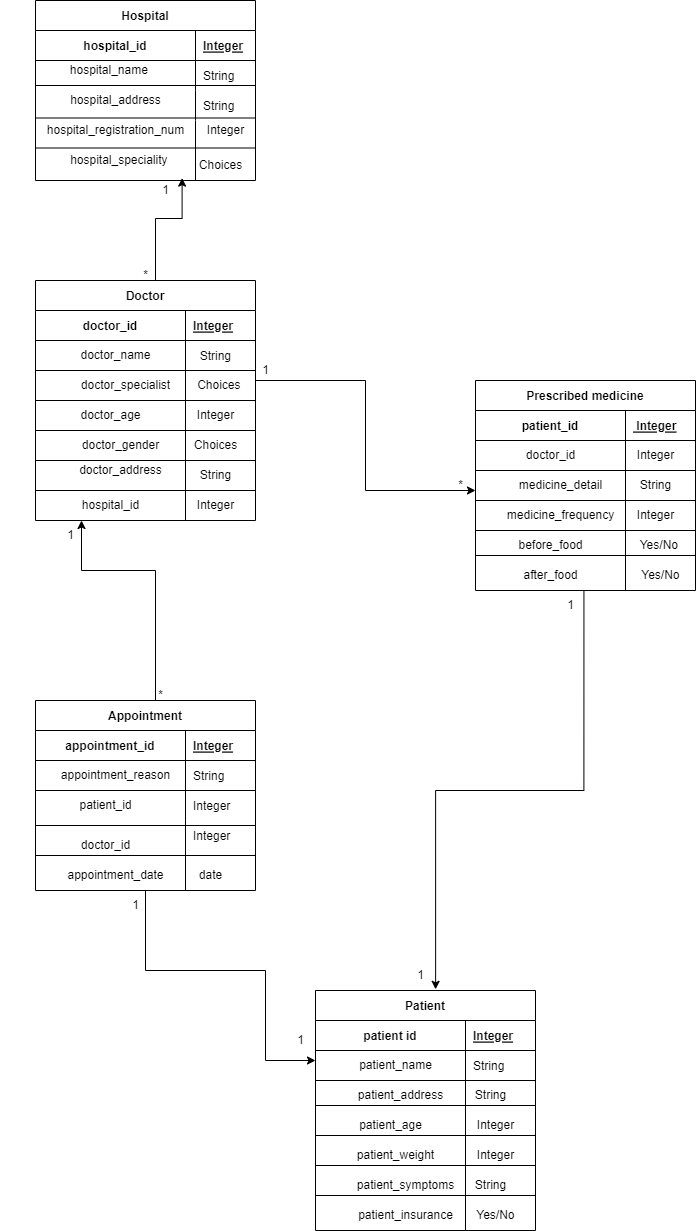 Hospital
hospital_id Integer
hospital_name String
hospital_address String
hospital_registration_num Integer
hospital_speciality Choices
1
*
Doctor
doctor_id Integer
doctor_name String
doctor_specialist Choices
doctor_age Integer
doctor_gender Choices
doctor_address String
hospital_id Integer
1
*
Prescribed medicine
patient_id Integer
doctor_id Integer
medicine_detail String
medicine_frequency Integer
before_food Yes/No
after_food Yes/No
1
1
*
Appointment
appointment_id Integer
appointment_reason String
patient_id Integer
doctor_id Integer
appointment_date date
1
1
1
Patient
patient id Integer
patient_name String
patient_address String
patient_age Integer
patient_weight Integer
patient_symptoms String
patient_insurance Yes/No